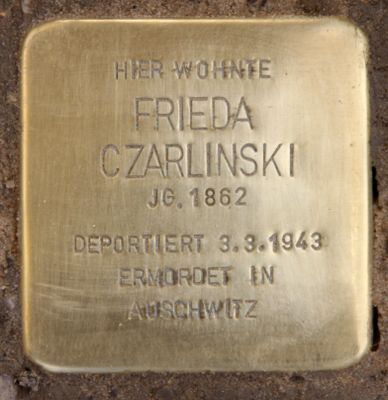 HIER WOHNTE
FRIEDA
CZARLINSKI
JG. 1862
DEPORTIERT 3.3.1943
ERMORDET IN
AUSCHWITZ